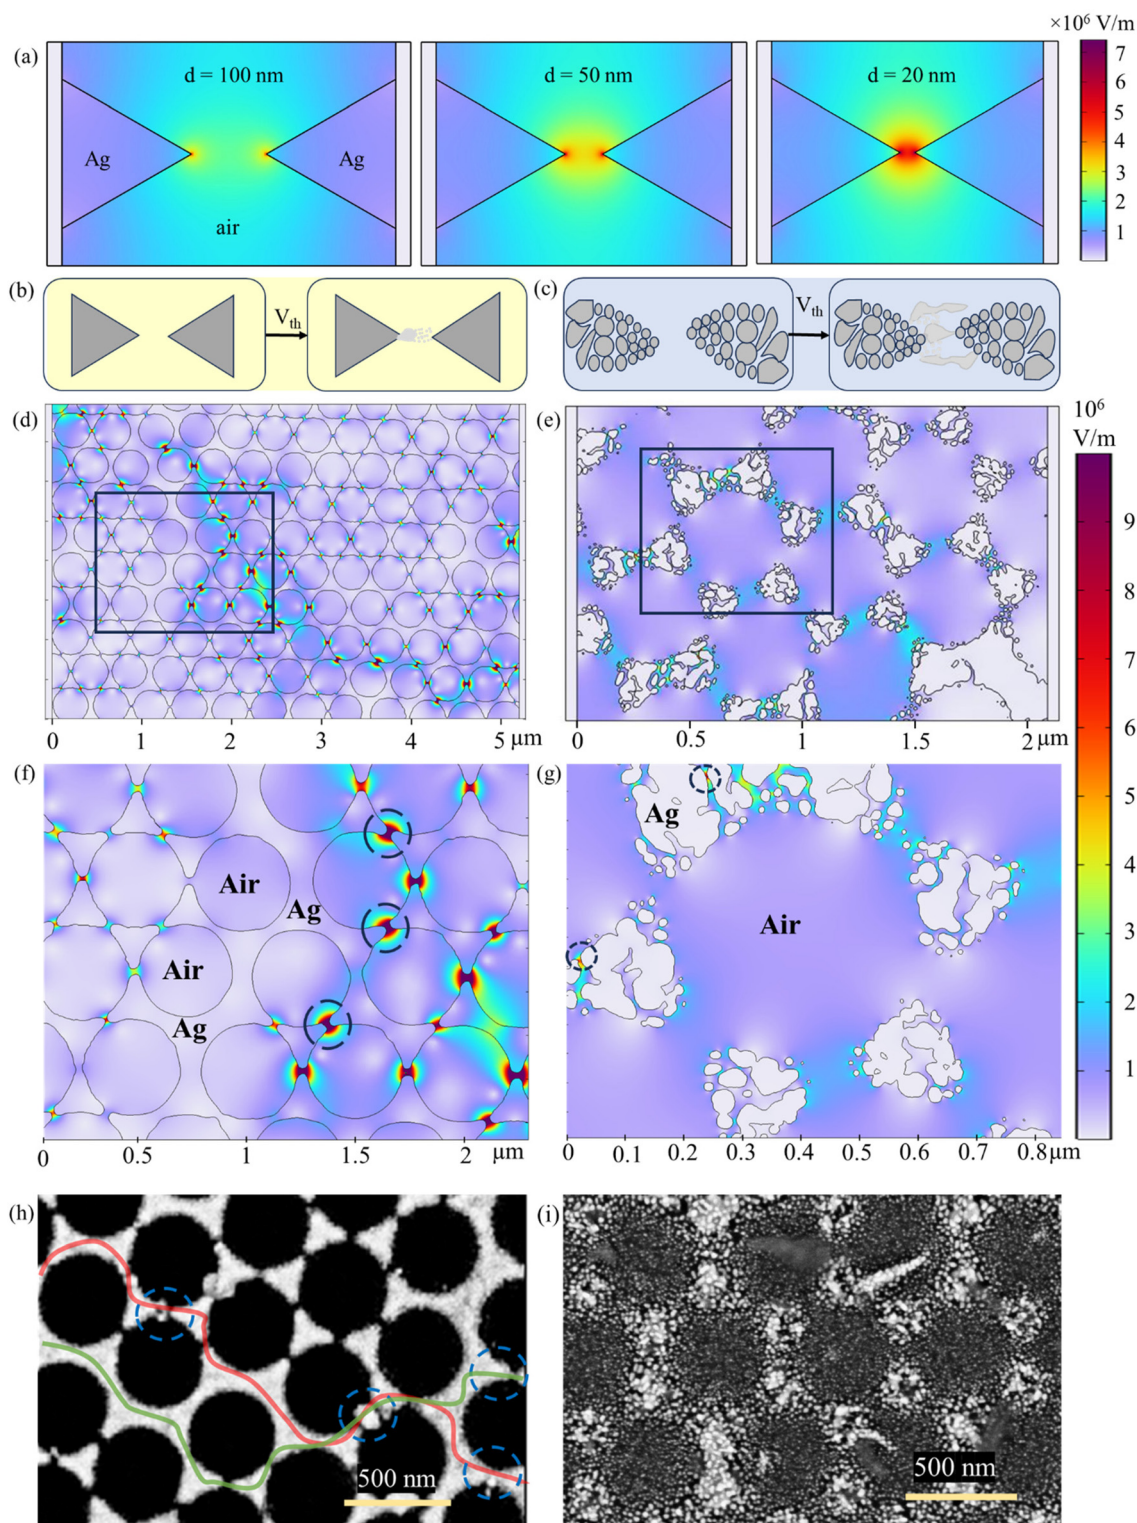 ×10⁶ V/m
(a)
d = 100 nm
d = 50 nm
d = 20 nm
Ag
Ag
air
7
6
5
4
3
2
1
(b)
V_th
(c)
V_th
(d)
(e)
10⁶
V/m
0
1
2
3
4
5 μm
0
0.5
1
1.5
2 μm
9
8
7
6
5
4
3
2
1
(f)
Air
Ag
Air
Ag
(g)
Ag
Air
0
0.5
1
1.5
2 μm
0
0.1
0.2
0.3
0.4
0.5
0.6
0.7
0.8 μm
(h)
500 nm
(i)
500 nm